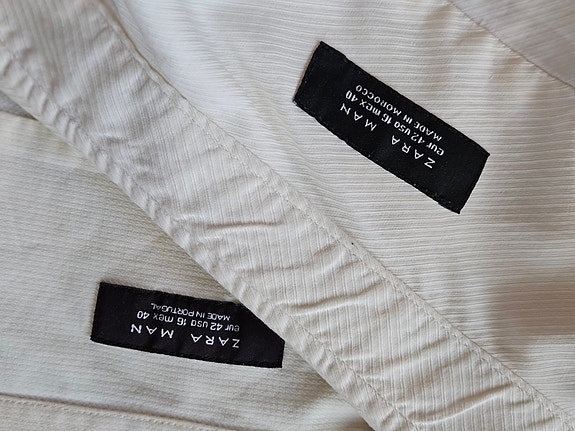 ZARA MAN
eur 42 usa 16 mex 40
MADE IN MOROCCO
ZARA MAN
eur 42 usa 16 mex 40
MADE IN PORTUGAL